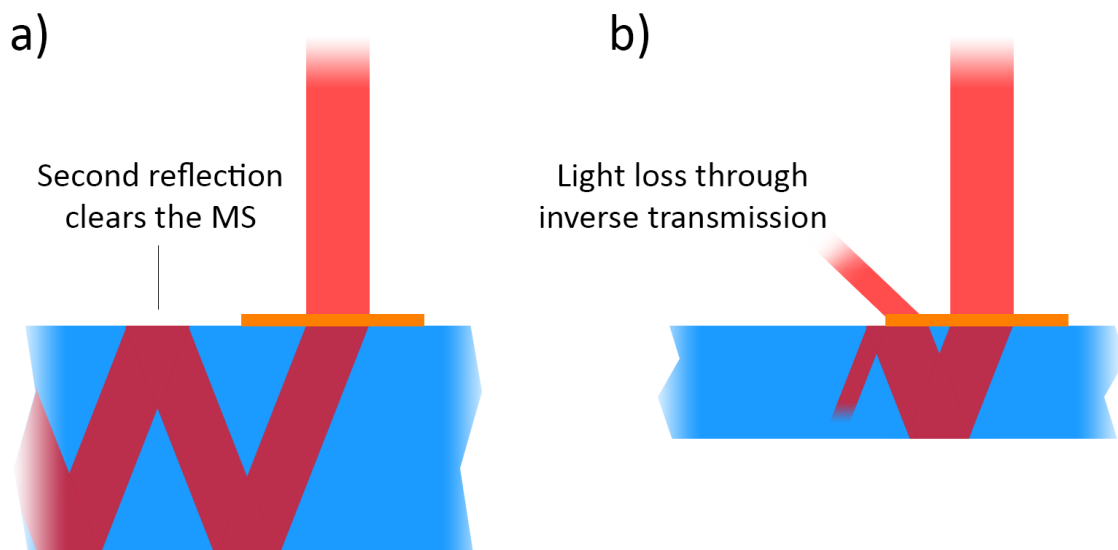 a)
Second reflection
clears the MS
b)
Light loss through
inverse transmission